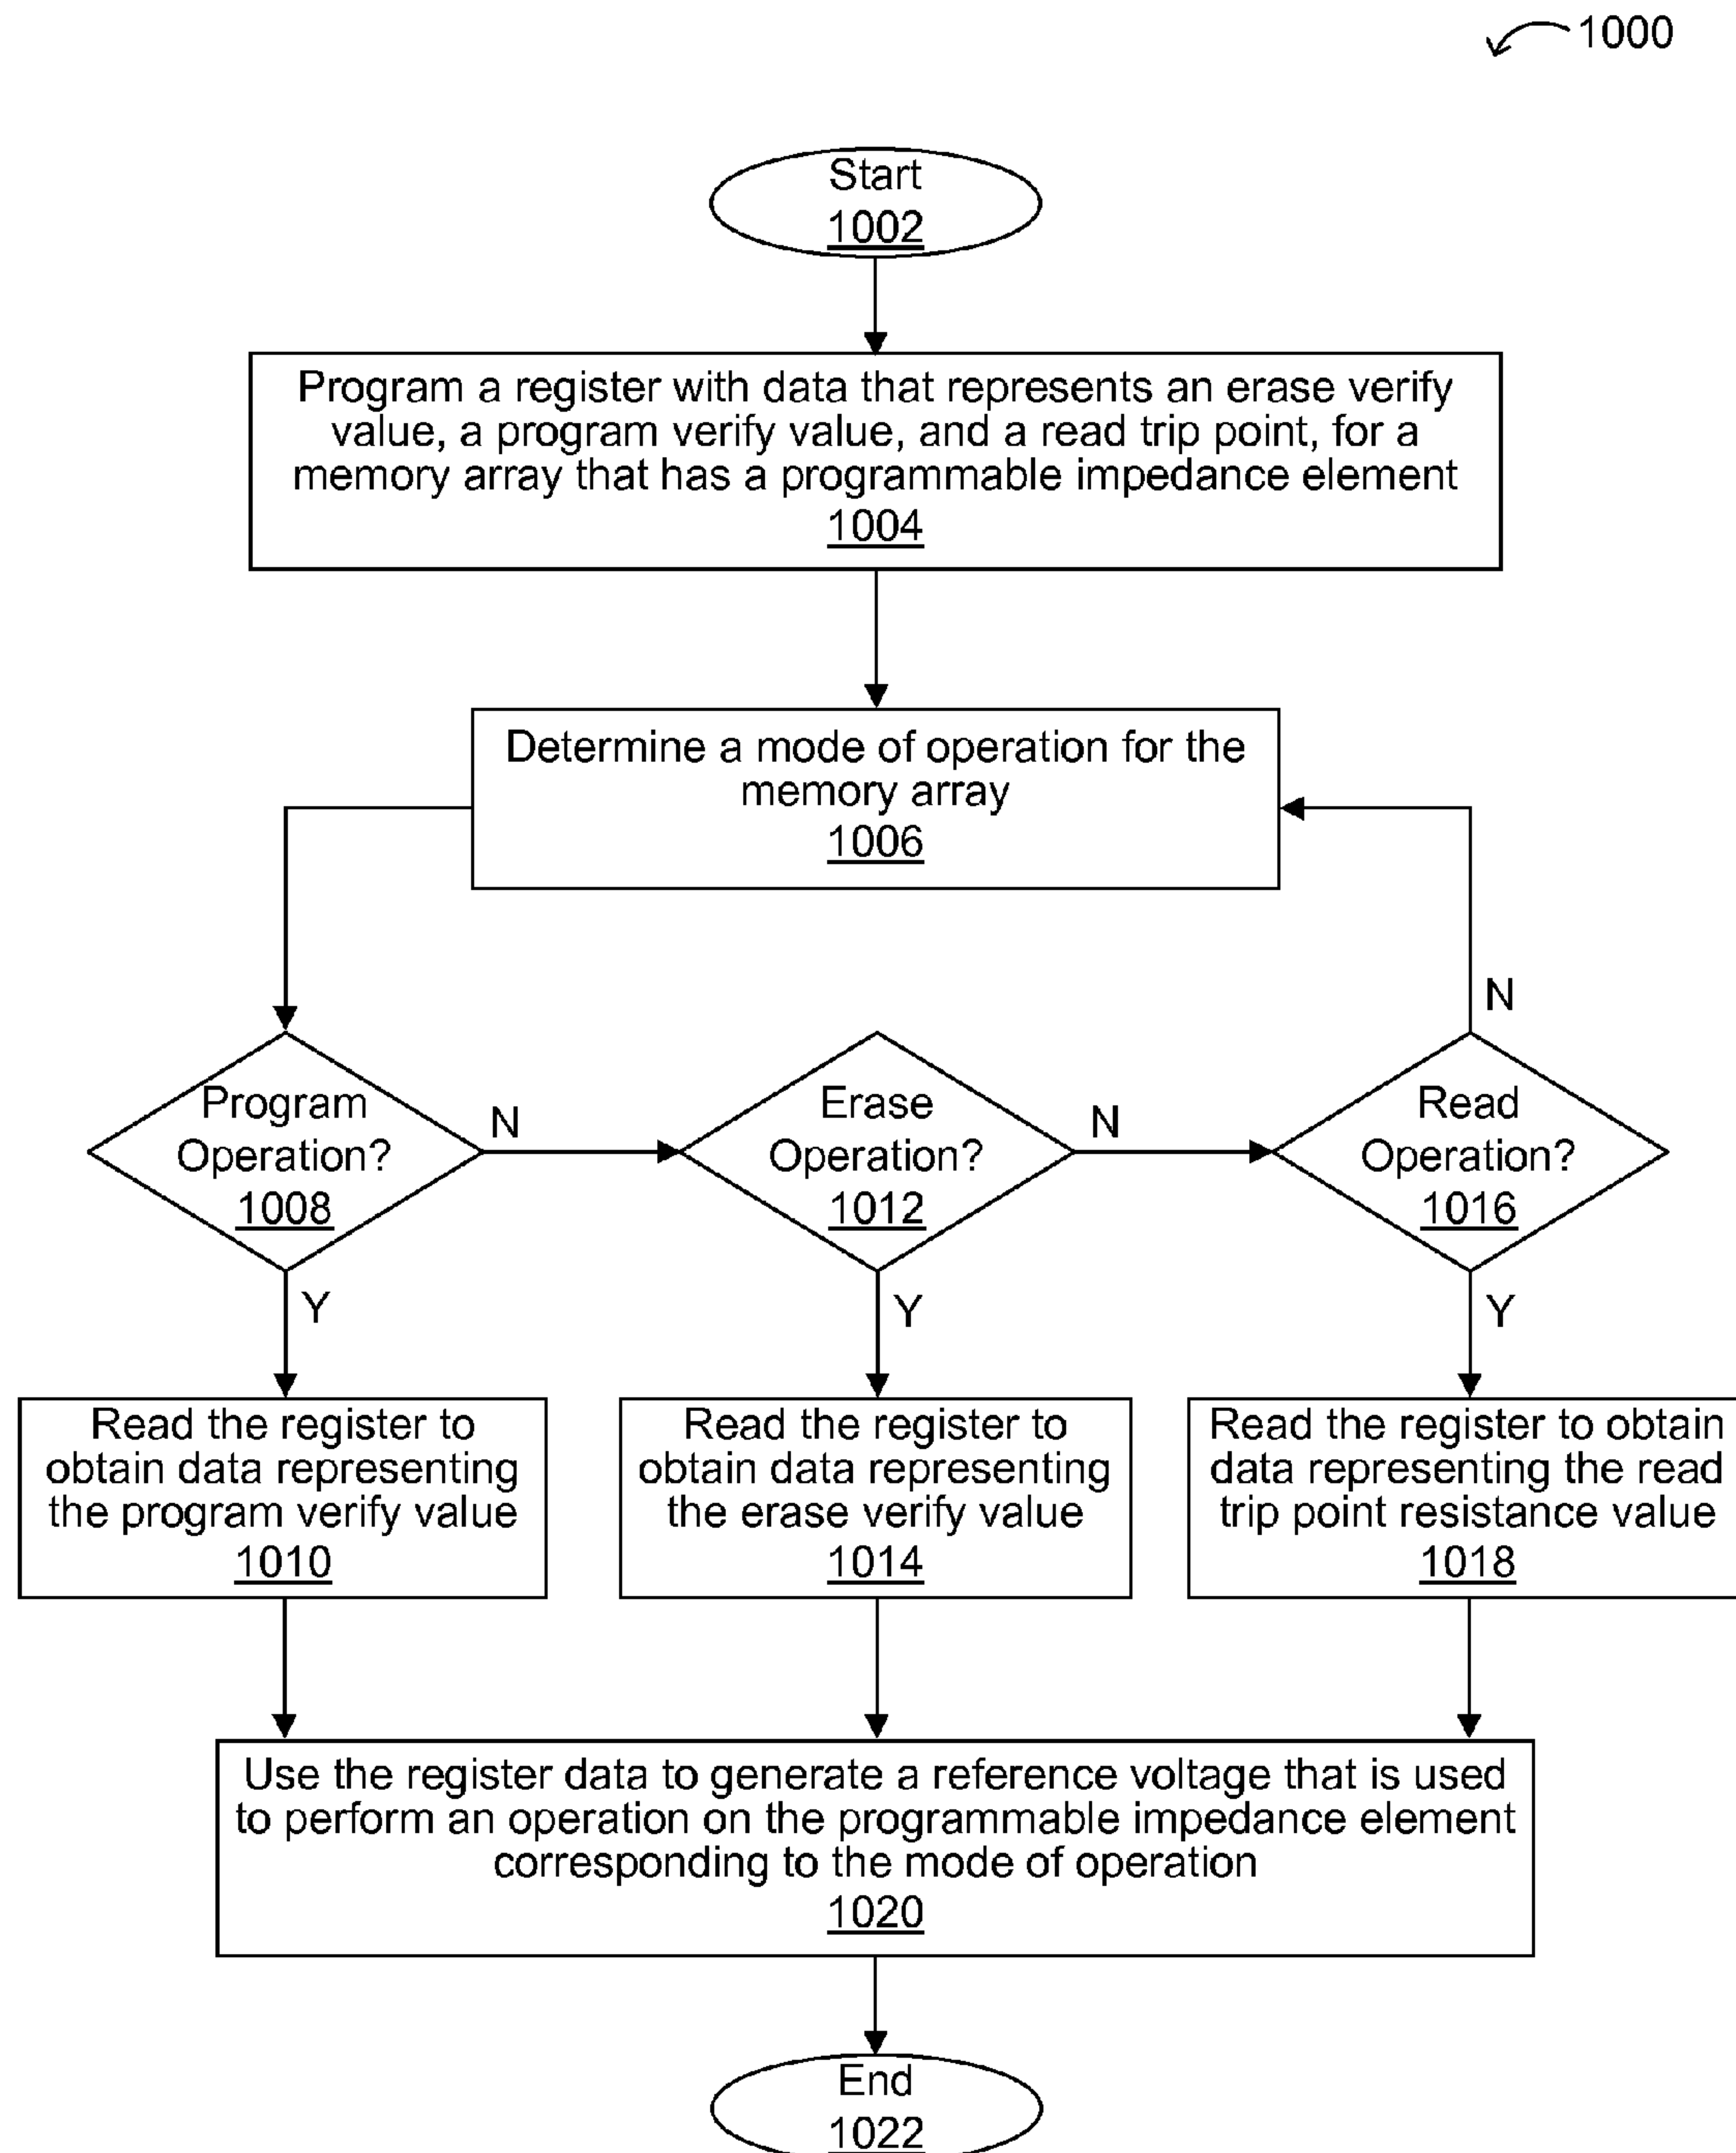 1000
Start
1002
Program a register with data that represents an erase verify
value, a program verify value, and a read trip point, for a
memory array that has a programmable impedance element
1004
Determine a mode of operation for the
memory array
1006
N
Program
Operation?
1008
N
Erase
Operation?
1012
N
Read
Operation?
1016
Y
Y
Y
Read the register to
obtain data representing
the program verify value
1010
Read the register to
obtain data representing
the erase verify value
1014
Read the register to obtain
data representing the read
trip point resistance value
1018
Use the register data to generate a reference voltage that is used
to perform an operation on the programmable impedance element
corresponding to the mode of operation
1020
End
1022